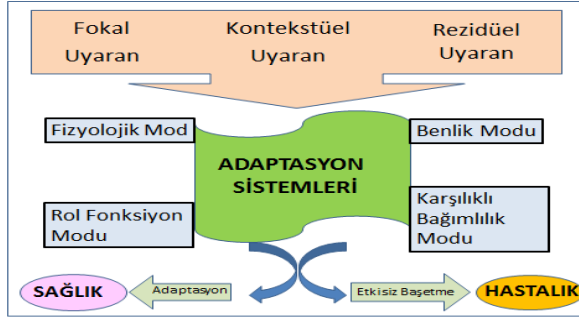 Fokal
Uyaran
Kontekstüel
Uyaran
Rezidüel
Uyaran
Fizyolojik Mod
Benlik Modu
ADAPTASYON
SİSTEMLERİ
Rol Fonksiyon
Modu
Karşılıklı
Bağımlılık
Modu
SAĞLIK
Adaptasyon
Etkisiz Başetme
HASTALIK